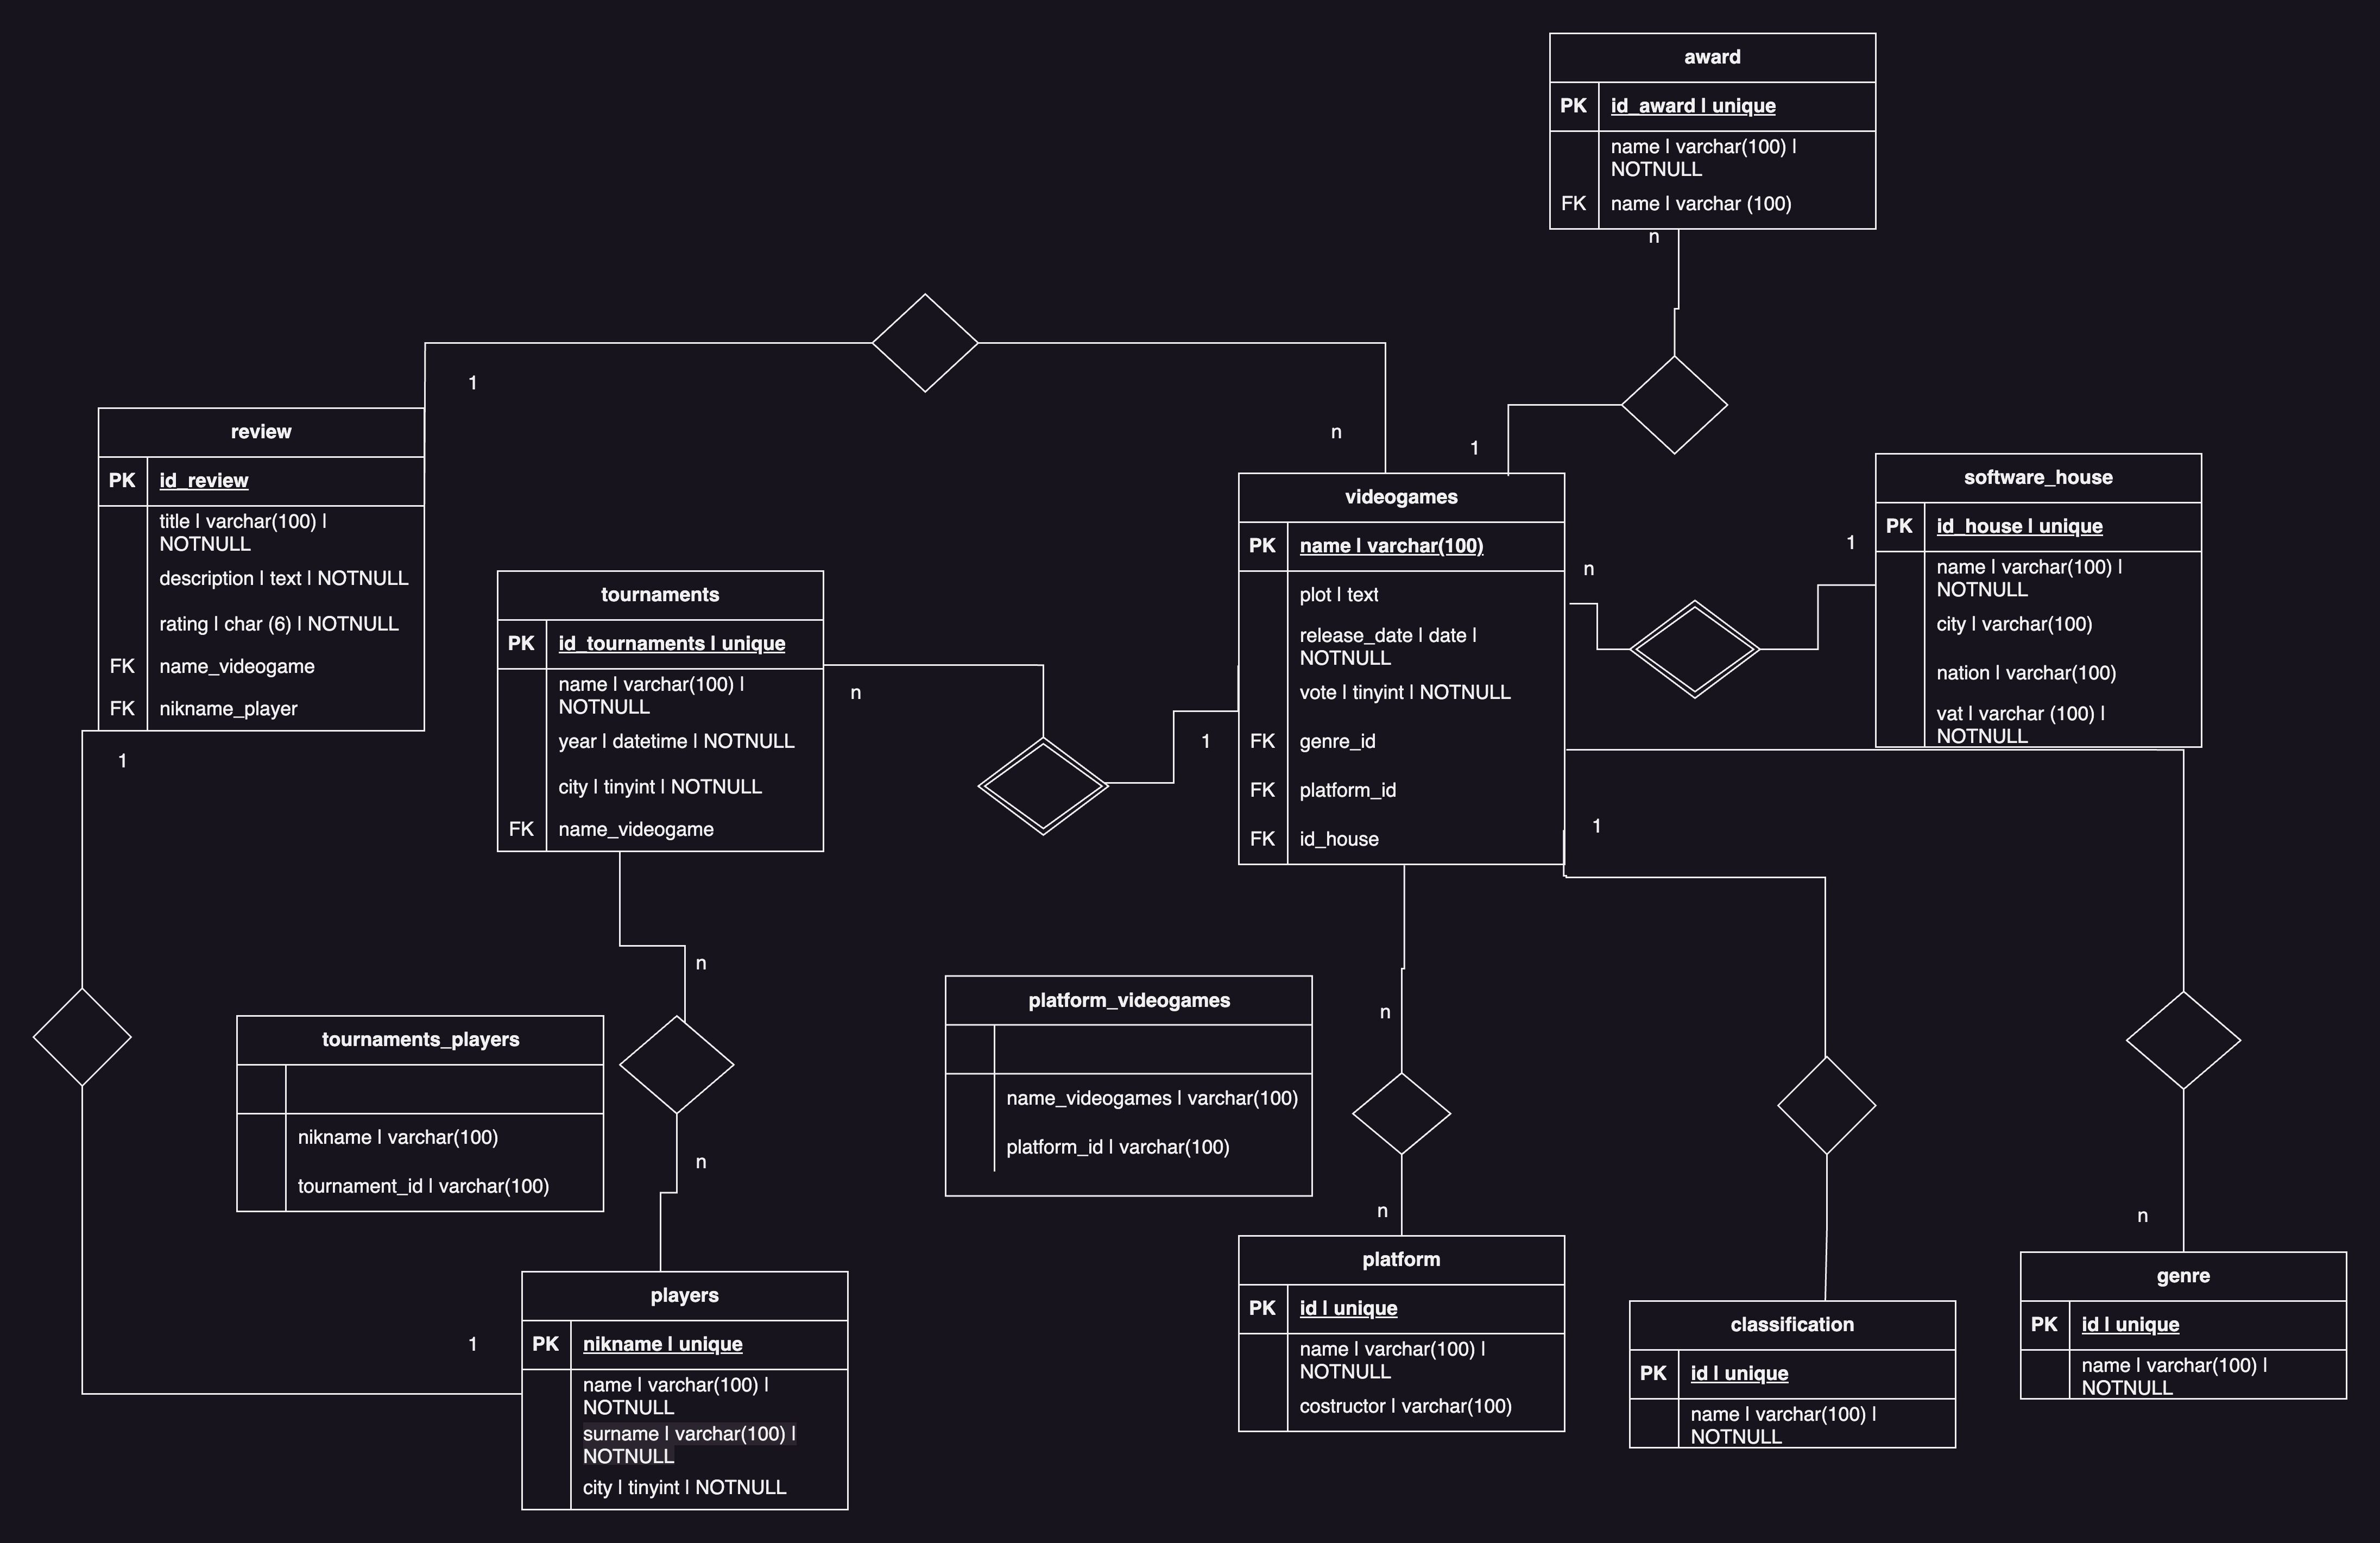 award
PK id_award | unique
name | varchar(100) |
NOTNULL
FK name | varchar (100)
n
1
n
1
review
PK id_review
title | varchar(100) |
NOTNULL
description | text | NOTNULL
rating | char (6) | NOTNULL
FK name_videogame
FK nikname_player
1
tournaments
PK id_tournaments | unique
name | varchar(100) |
NOTNULL
year | datetime | NOTNULL
city | tinyint | NOTNULL
FK name_videogame
n
1
videogames
PK name | varchar(100)
plot | text
release_date | date |
NOTNULL
vote | tinyint | NOTNULL
FK genre_id
FK platform_id
FK id_house
n
1
software_house
PK id_house | unique
name | varchar(100) |
NOTNULL
city | varchar(100)
nation | varchar(100)
vat | varchar (100) |
NOTNULL
1
n
tournaments_players
nikname | varchar(100)
tournament_id | varchar(100)
n
platform_videogames
name_videogames | varchar(100)
platform_id | varchar(100)
n
n
n
1
players
PK nikname | unique
name | varchar(100) |
NOTNULL
surname | varchar(100) |
NOTNULL
city | tinyint | NOTNULL
platform
PK id | unique
name | varchar(100) |
NOTNULL
costructor | varchar(100)
classification
PK id | unique
name | varchar(100) |
NOTNULL
genre
PK id | unique
name | varchar(100) |
NOTNULL